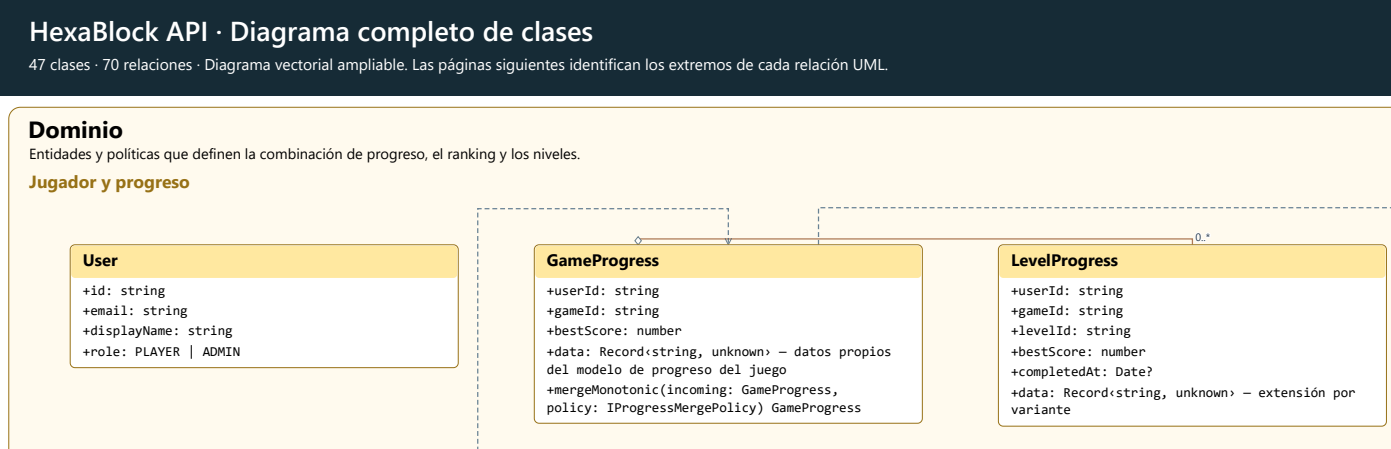 HexaBlock API · Diagrama completo de clases
47 clases · 70 relaciones · Diagrama vectorial ampliable. Las páginas siguientes identifican los extremos de cada relación UML.
Dominio
Entidades y políticas que definen la combinación de progreso, el ranking y los niveles.
Jugador y progreso
User
+id: string
+email: string
+displayName: string
+role: PLAYER | ADMIN
GameProgress
+userId: string
+gameId: string
+bestScore: number
+data: Record‹string, unknown› — datos propios
del modelo de progreso del juego
+mergeMonotonic(incoming: GameProgress,
policy: IProgressMergePolicy) GameProgress
0..*
LevelProgress
+userId: string
+gameId: string
+levelId: string
+bestScore: number
+completedAt: Date?
+data: Record‹string, unknown› — extensión por
variante